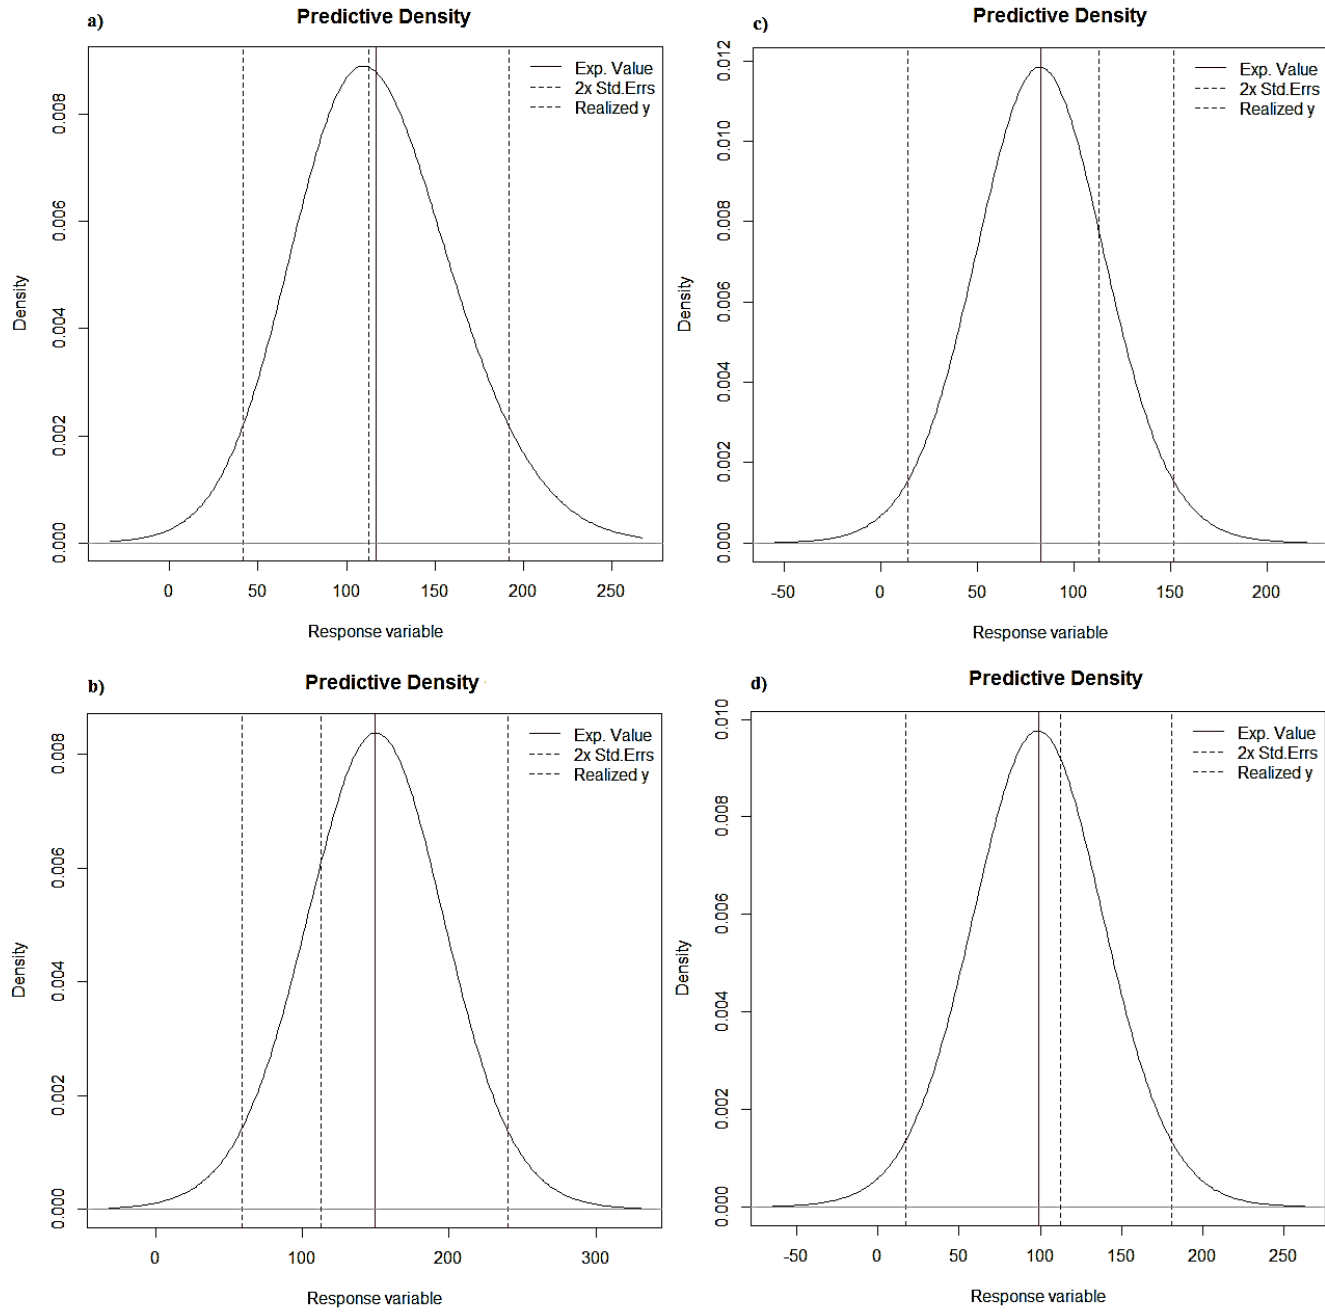 a)
Predictive Density
Exp. Value
2x Std.Errs
Realized y
Density
0.000
0.002
0.004
0.006
0.008
0
50
100
150
200
250
Response variable
c)
Predictive Density
Exp. Value
2x Std.Errs
Realized y
Density
0.000
0.002
0.004
0.006
0.008
0.010
0.012
-50
0
50
100
150
200
Response variable
b)
Predictive Density
Exp. Value
2x Std.Errs
Realized y
Density
0.000
0.002
0.004
0.006
0.008
0
100
200
300
Response variable
d)
Predictive Density
Exp. Value
2x Std.Errs
Realized y
Density
0.000
0.002
0.004
0.006
0.008
0.010
-50
0
50
100
150
200
250
Response variable